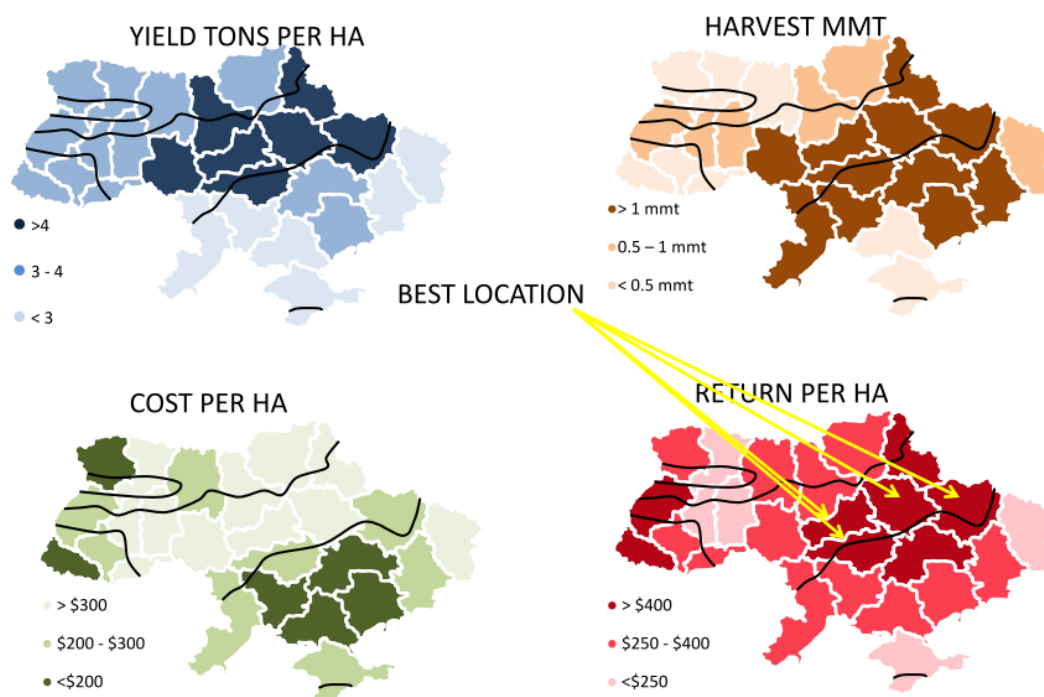 YIELD TONS PER HA
>4
3 - 4
< 3
HARVEST MMT
> 1 mmt
0.5 – 1 mmt
< 0.5 mmt
BEST LOCATION
COST PER HA
> $300
$200 - $300
<$200
RETURN PER HA
> $400
$250 - $400
<$250